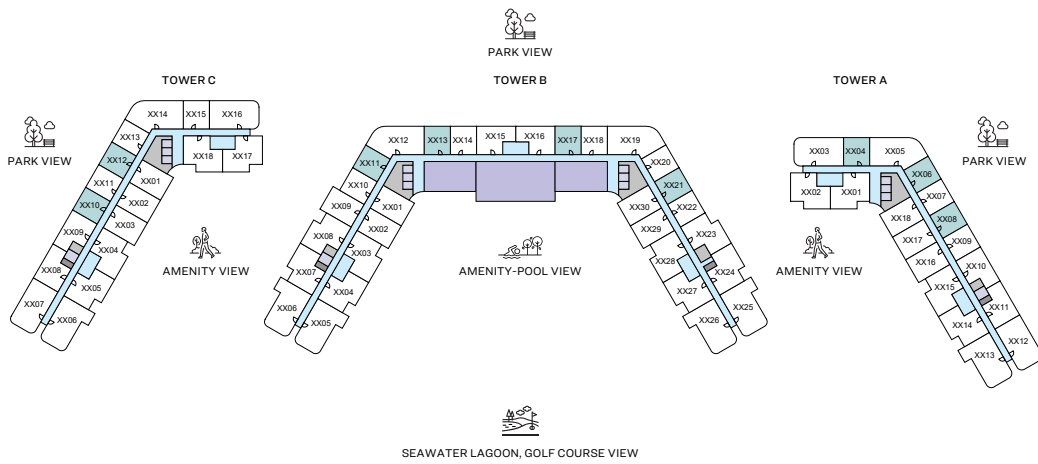 PARK VIEW
TOWER C
TOWER B
TOWER A
PARK VIEW
PARK VIEW
XX14
XX15
XX16
XX13
XX12
XX11
XX10
XX09
XX08
XX07
XX06
XX05
XX04
XX03
XX02
XX01
XX18
XX17
AMENITY VIEW
XX12
XX13
XX14
XX15
XX16
XX17
XX18
XX19
XX11
XX10
XX09
XX08
XX07
XX06
XX05
XX04
XX03
XX02
XX01
XX20
XX21
XX22
XX23
XX24
XX25
XX26
XX27
XX28
XX29
XX30
AMENITY-POOL VIEW
XX03
XX04
XX05
XX02
XX01
XX06
XX07
XX08
XX09
XX10
XX11
XX12
XX13
XX14
XX15
XX16
XX17
XX18
AMENITY VIEW
SEAWATER LAGOON, GOLF COURSE VIEW